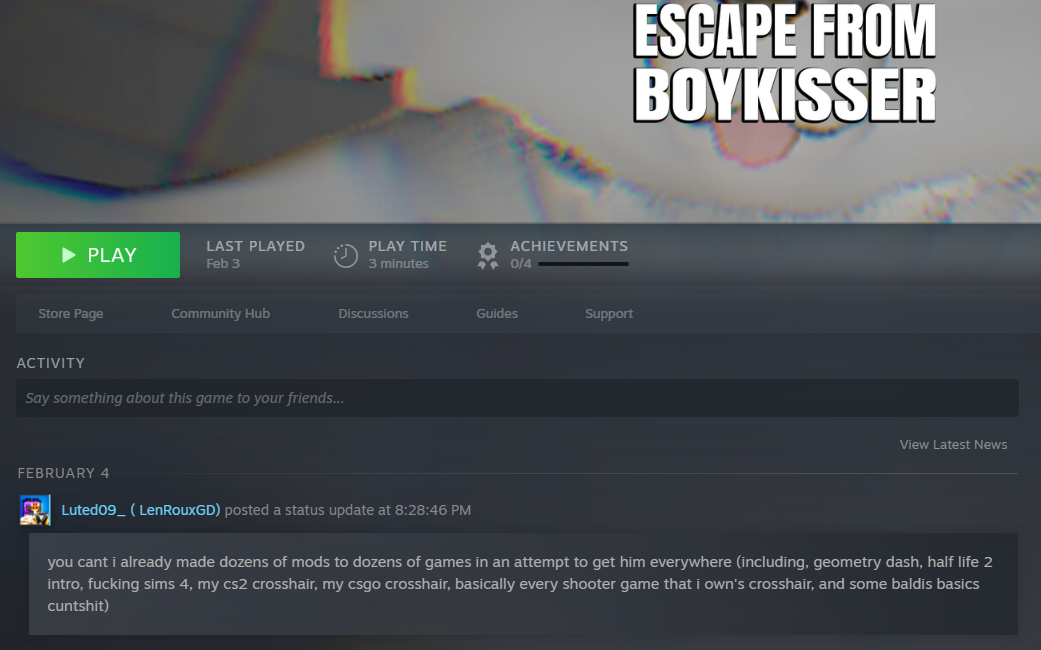 ESCAPE FROM
BOYKISSER
PLAY
LAST PLAYED
Feb 3
PLAY TIME
3 minutes
ACHIEVEMENTS
0/4
Store Page
Community Hub
Discussions
Guides
Support
ACTIVITY
Say something about this game to your friends...
View Latest News
FEBRUARY 4
Luted09_ ( LenRouxGD) posted a status update at 8:28:46 PM
you cant i already made dozens of mods to dozens of games in an attempt to get him everywhere (including, geometry dash, half life 2
intro, fucking sims 4, my cs2 crosshair, my csgo crosshair, basically every shooter game that i own's crosshair, and some baldis basics
cuntshit)